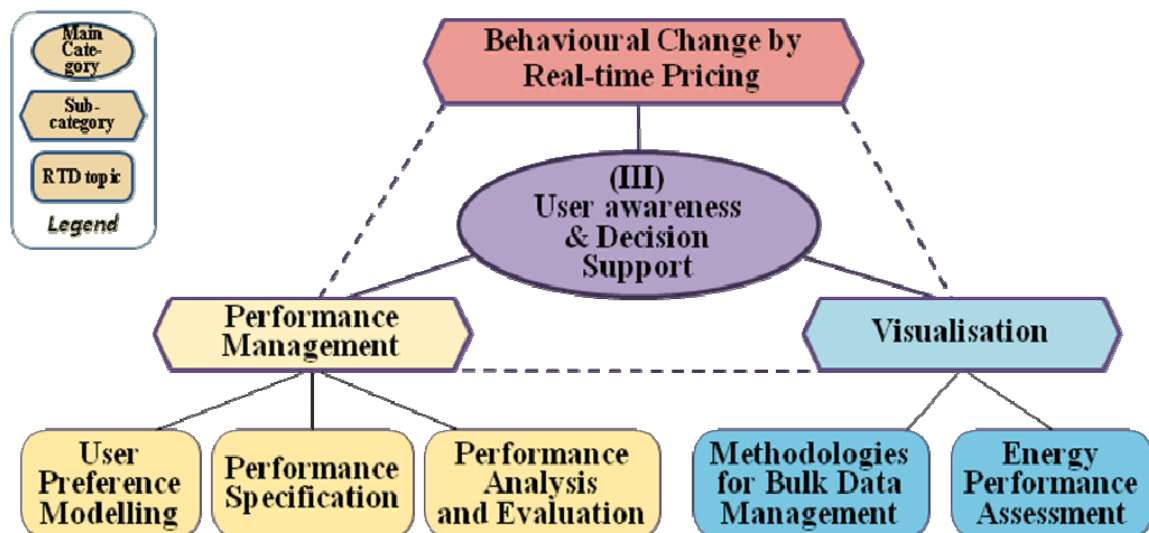 Main
Cate-
gory
Sub-
category
RTD topic
Legend
Behavioural Change by
Real-time Pricing
(III)
User awareness
& Decision
Support
Performance
Management
Visualisation
User
Preference
Modelling
Performance
Specification
Performance
Analysis
and Evaluation
Methodologies
for Bulk Data
Management
Energy
Performance
Assessment